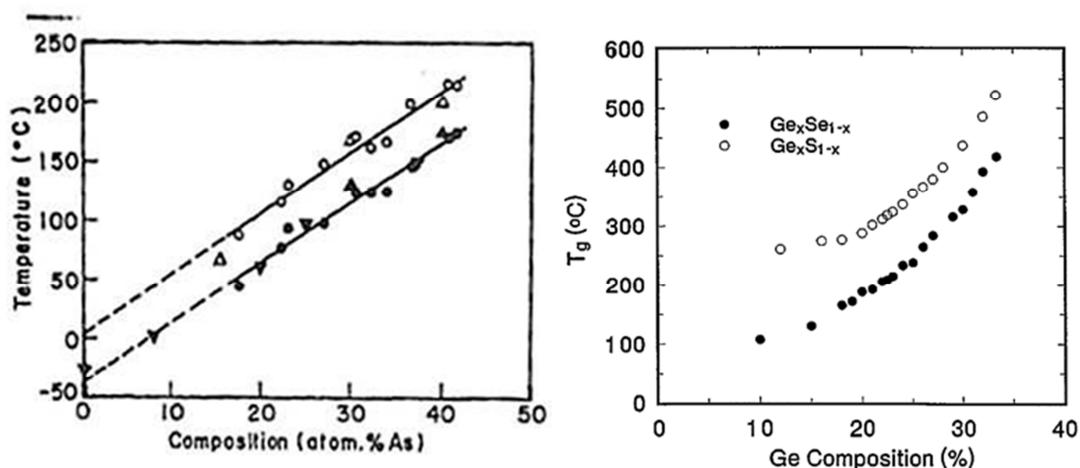 250
200
150
100
50
0
-50
Temperature (°C)
0 10 20 30 40 50
Composition (atom.% As)
600
500
400
300
200
100
0
Tg (oC)
GexSe1-x
GexS1-x
0 10 20 30 40
Ge Composition (%)